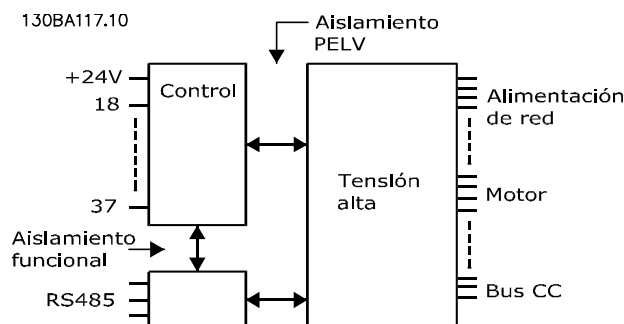 130BA117.10
Aislamiento
PELV
+24V
18
37
Control
Tensión
alta
Alimentación
de red
Motor
Bus CC
Aislamiento
funcional
RS485